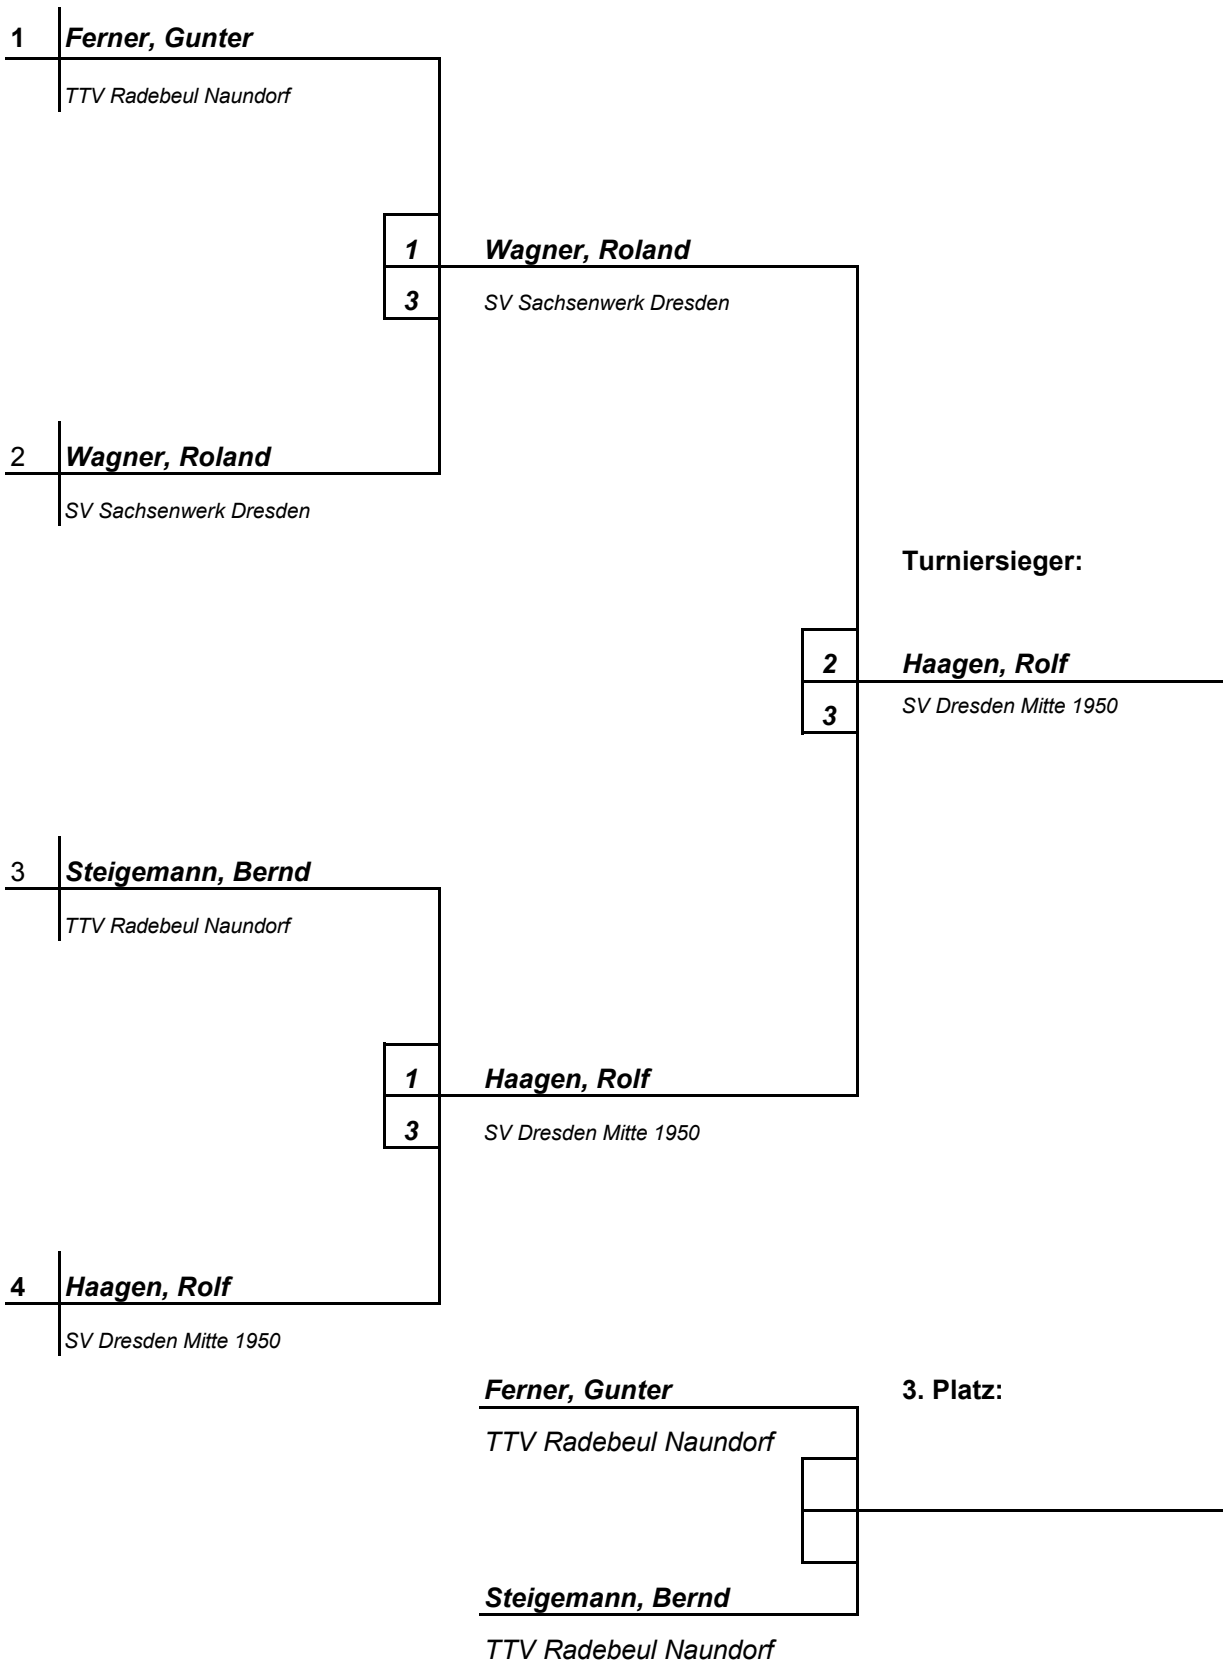 1 Ferner, Gunter
TTV Radebeul Naundorf
1 Wagner, Roland
3 SV Sachsenwerk Dresden
2 Wagner, Roland
SV Sachsenwerk Dresden
Turniersieger:
2 Haagen, Rolf
3 SV Dresden Mitte 1950
3 Steigemann, Bernd
TTV Radebeul Naundorf
1 Haagen, Rolf
3 SV Dresden Mitte 1950
4 Haagen, Rolf
SV Dresden Mitte 1950
Ferner, Gunter 3. Platz:
TTV Radebeul Naundorf
Steigemann, Bernd
TTV Radebeul Naundorf